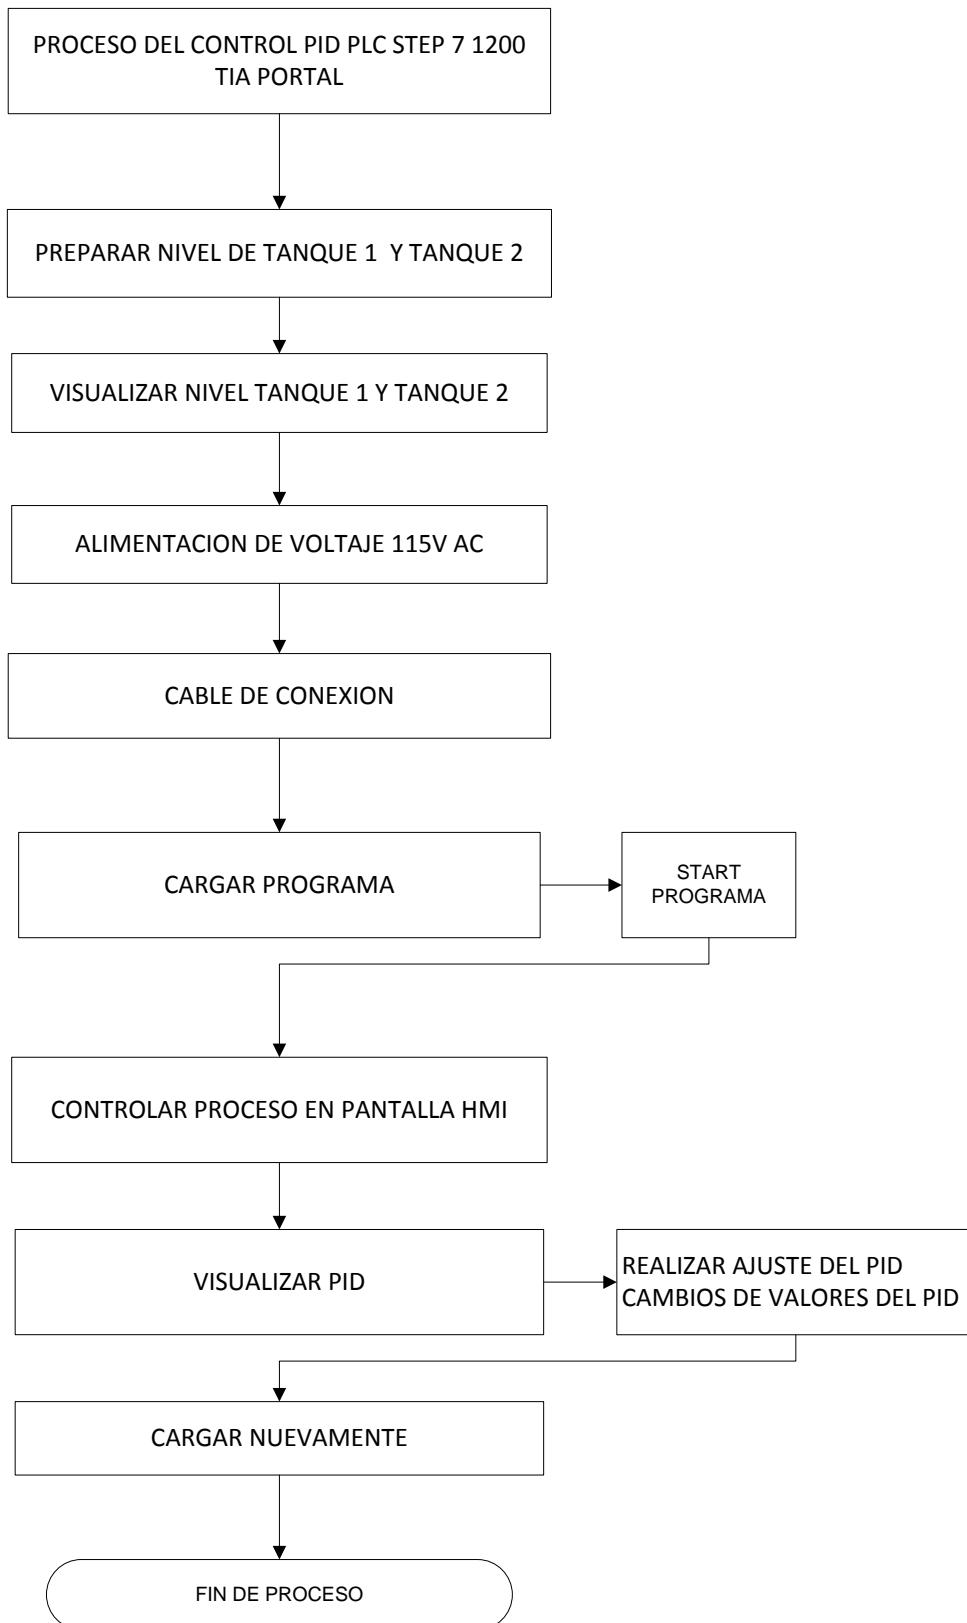 PROCESO DEL CONTROL PID PLC STEP 7 1200
TIA PORTAL
PREPARAR NIVEL DE TANQUE 1 Y TANQUE 2
VISUALIZAR NIVEL TANQUE 1 Y TANQUE 2
ALIMENTACION DE VOLTAJE 115V AC
CABLE DE CONEXION
CARGAR PROGRAMA
START
PROGRAMA
CONTROLAR PROCESO EN PANTALLA HMI
VISUALIZAR PID
REALIZAR AJUSTE DEL PID
CAMBIOS DE VALORES DEL PID
CARGAR NUEVAMENTE
FIN DE PROCESO